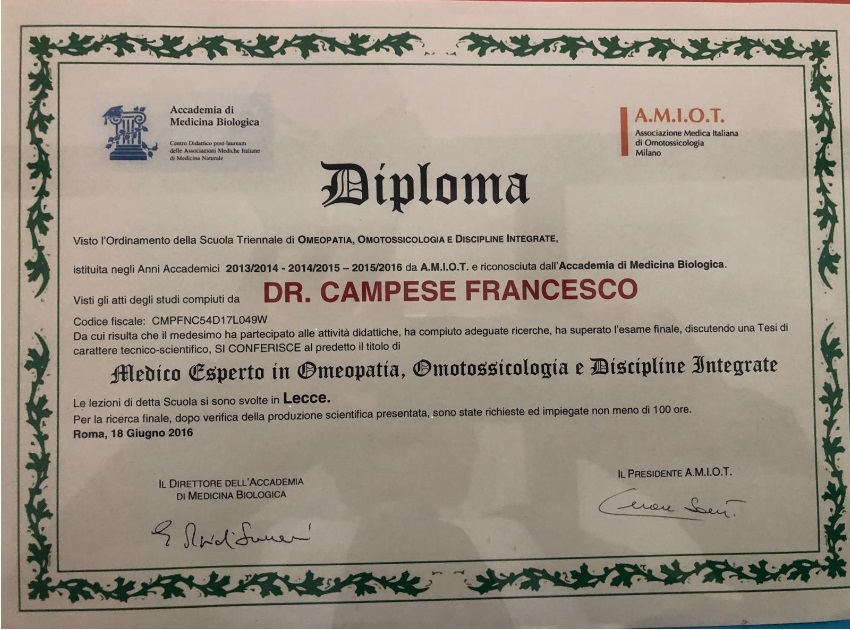 Accademia di
Medicina Biologica
Centro Didattico post-lauream
delle Associazioni Mediche Italiane
di Medicina Naturale
A.M.I.O.T.
Associazione Medica Italiana
di Omotossicologia
Milano
Diploma
Visto l'Ordinamento della Scuola Triennale di OMEOPATIA, OMOTOSSICOLOGIA E DISCIPLINE INTEGRATE,
istituita negli Anni Accademici 2013/2014 - 2014/2015 – 2015/2016 da A.M.I.O.T. e riconosciuta dall'Accademia di Medicina Biologica.
Visti gli atti degli studi compiuti da DR. CAMPESE FRANCESCO
Codice fiscale: CMPFNC54D17L049W
Da cui risulta che il medesimo ha partecipato alle attività didattiche, ha compiuto adeguate ricerche, ha superato l'esame finale, discutendo una Tesi di
carattere tecnico-scientifico, SI CONFERISCE al predetto il titolo di
Medico Esperto in Omeopatia, Omotossicologia e Discipline Integrate
Le lezioni di detta Scuola si sono svolte in Lecce.
Per la ricerca finale, dopo verifica della produzione scientifica presentata, sono state richieste ed impiegate non meno di 100 ore.
Roma, 18 Giugno 2016
IL DIRETTORE DELL'ACCADEMIA
DI MEDICINA BIOLOGICA
IL PRESIDENTE A.M.I.O.T.